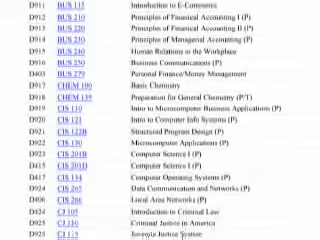 D911 BUS 115 Introduction to E-Commerce
D912 BUS 210 Principles of Financial Accounting I (P)
D913 BUS 220 Principles of Financial Accounting II (P)
D914 BUS 230 Principles of Managerial Accounting (P)
D915 BUS 240 Human Relations in the Workplace
D916 BUS 250 Business Communications (P)
D403 BUS 279 Personal Finance/Money Management
D917 CHEM 100 Basic Chemistry
D918 CHEM 139 Preparation for General Chemistry (P/T)
D919 CIS 110 Intro to Microcomputer Business Applications (P)
D920 CIS 121 Intro to Computer Info Systems (P)
D921 CIS 122B Structured Program Design (P)
D922 CIS 130 Microcomputer Applications (P)
D923 CIS 201B Computer Science I (P)
D415 CIS 201D Computer Science I (P)
D417 CIS 134 Computer Operating Systems (P)
D924 CIS 265 Data Communication and Networks (P)
D406 CIS 266 Local Area Networks (P)
D424 CJ 105 Introduction to Criminal Law
D925 CJ 110 Criminal Justice in America
D925 CJ 115 Juvenile Justice System